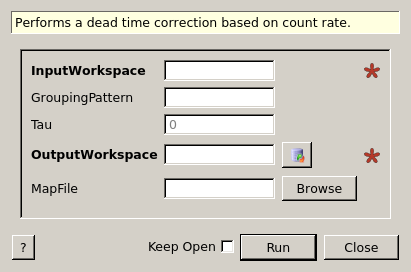 Performs a dead time correction based on count rate.
InputWorkspace *
GroupingPattern
Tau 0
OutputWorkspace *
MapFile Browse
? Keep Open Run Close